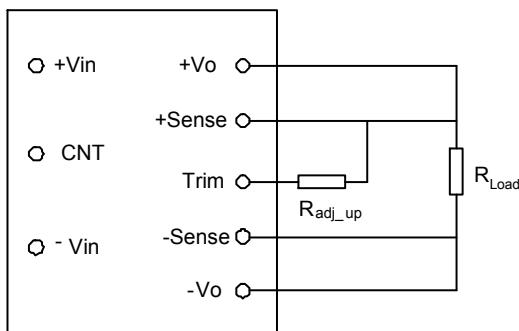 +Vin
+Vo
+Sense
CNT
Trim
R_adj_up
R_Load
- Vin
-Sense
-Vo